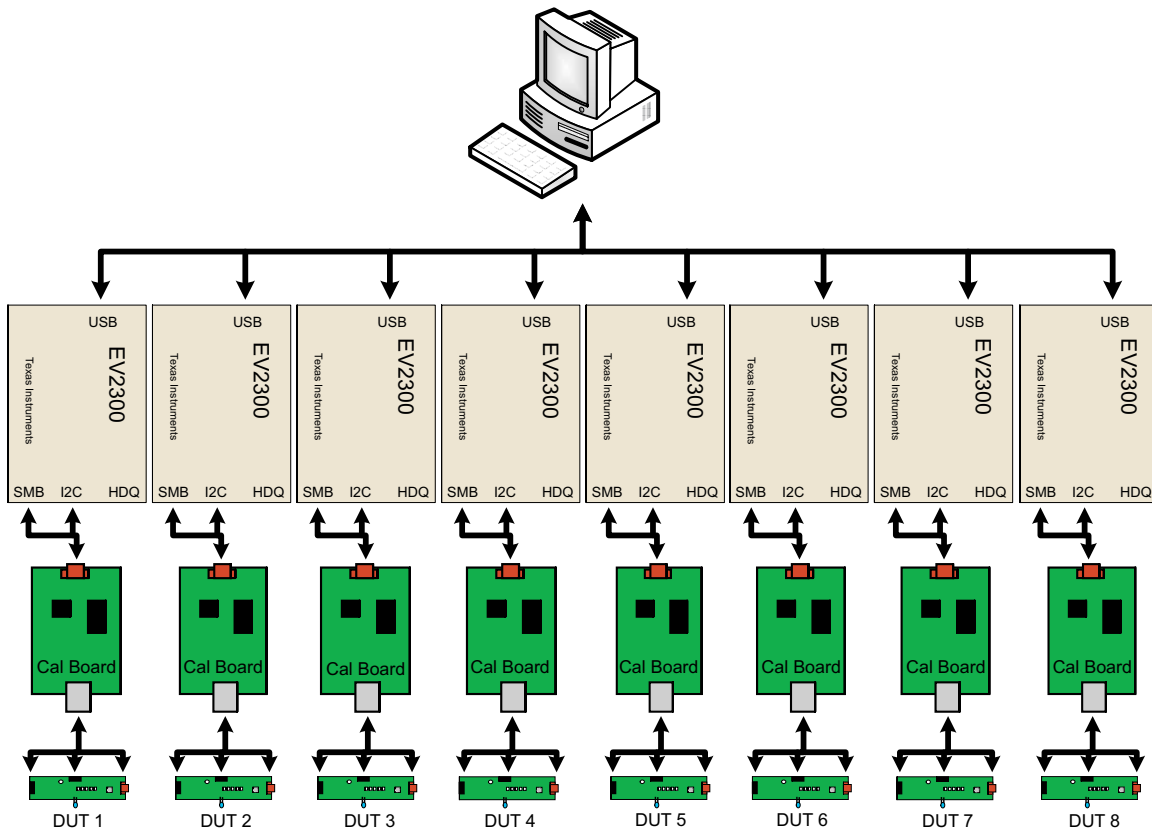 USB USB USB USB USB USB USB USB
EV2300 EV2300 EV2300 EV2300 EV2300 EV2300 EV2300 EV2300
Texas Instruments Texas Instruments Texas Instruments Texas Instruments Texas Instruments Texas Instruments Texas Instruments Texas Instruments
SMB I2C HDQ SMB I2C HDQ SMB I2C HDQ SMB I2C HDQ SMB I2C HDQ SMB I2C HDQ SMB I2C HDQ SMB I2C HDQ
Cal Board Cal Board Cal Board Cal Board Cal Board Cal Board Cal Board Cal Board
DUT 1 DUT 2 DUT 3 DUT 4 DUT 5 DUT 6 DUT 7 DUT 8